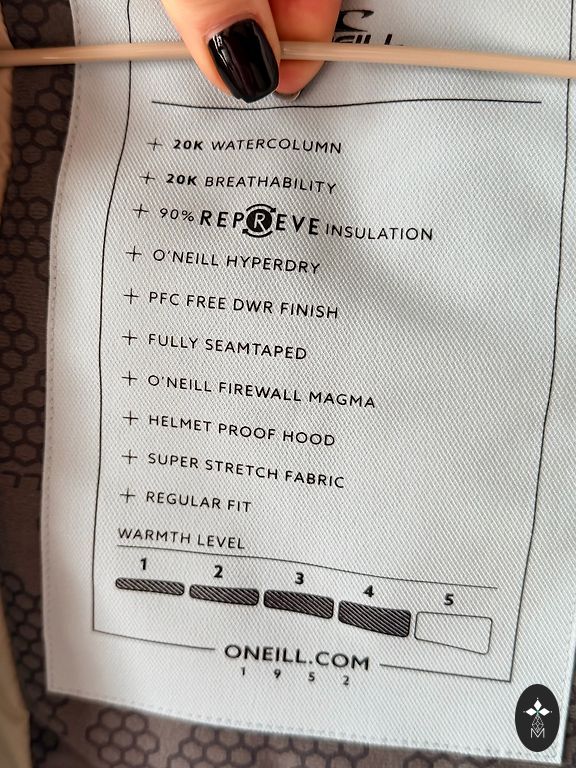 + 20K WATERCOLUMN
+ 20K BREATHABILITY
+ 90% REPREVE INSULATION
+ O'NEILL HYPERDRY
+ PFC FREE DWR FINISH
+ FULLY SEAMTAPED
+ O'NEILL FIREWALL MAGMA
+ HELMET PROOF HOOD
+ SUPER STRETCH FABRIC
+ REGULAR FIT
WARMTH LEVEL
1 2 3 4 5
ONEILL.COM
1952